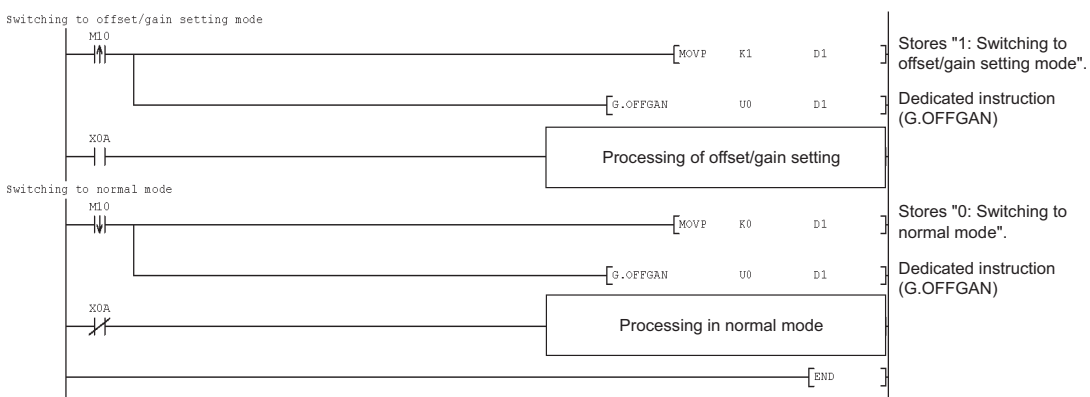 Switching to offset/gain setting mode
M10
MOVP K1 D1
Stores "1: Switching to
offset/gain setting mode".
G.OFFGAN U0 D1
Dedicated instruction
(G.OFFGAN)
X0A
Processing of offset/gain setting
Switching to normal mode
M10
MOVP K0 D1
Stores "0: Switching to
normal mode".
G.OFFGAN U0 D1
Dedicated instruction
(G.OFFGAN)
X0A
Processing in normal mode
END